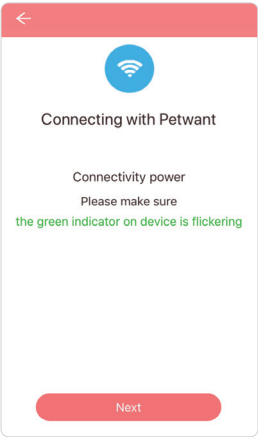 Connecting with Petwant
Connectivity power
Please make sure
the green indicator on device is flickering
Next